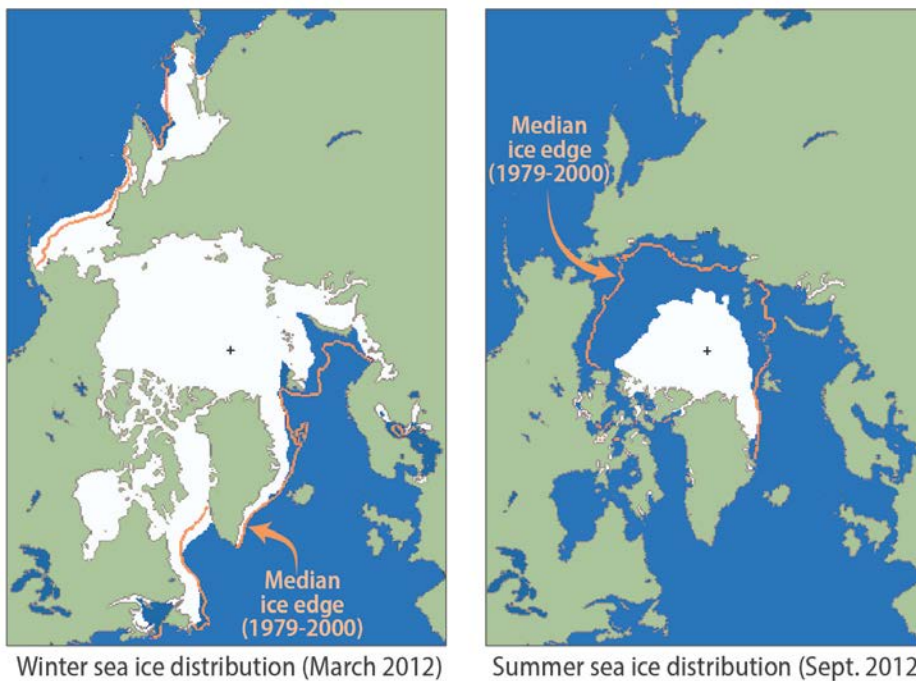 Median
ice edge
(1979-2000)
Winter sea ice distribution (March 2012)
Median
ice edge
(1979-2000)
Summer sea ice distribution (Sept. 2012